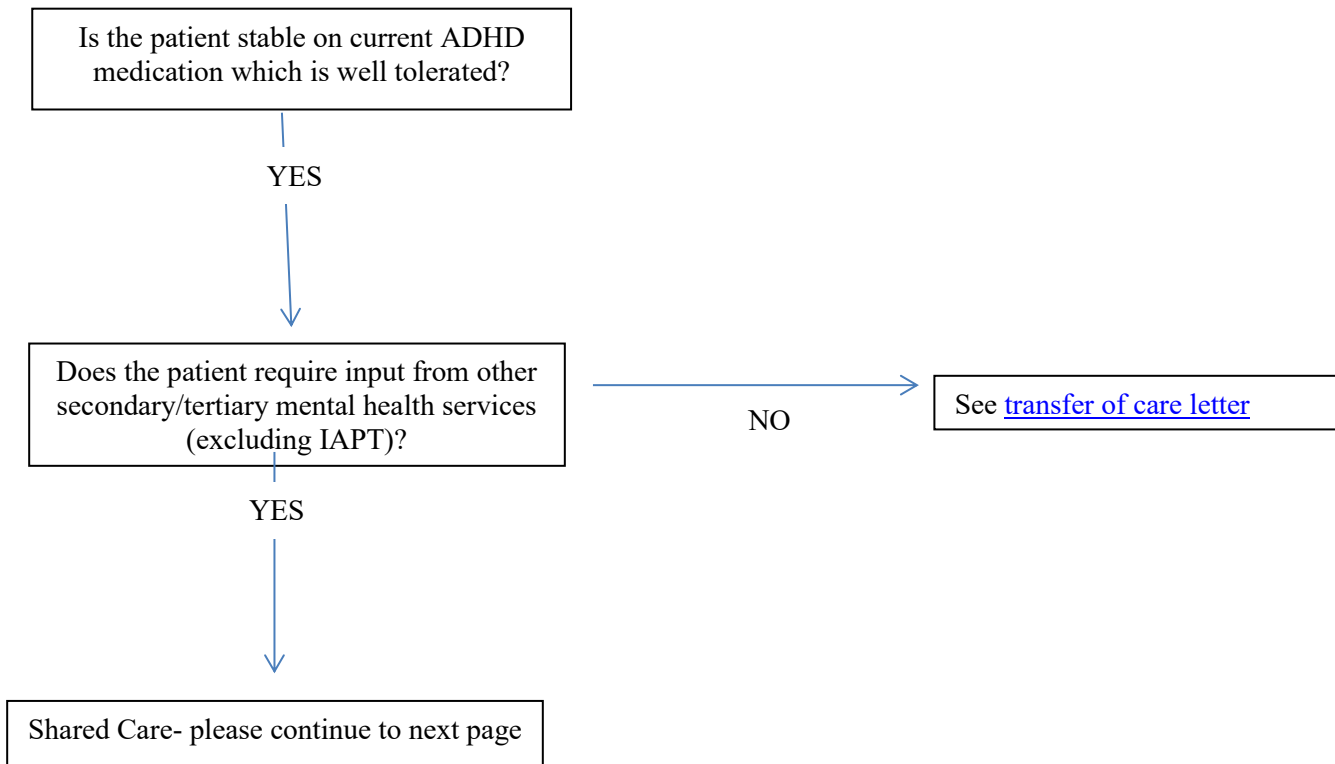 Is the patient stable on current ADHD
medication which is well tolerated?
YES
Does the patient require input from other
secondary/tertiary mental health services
(excluding IAPT)?
NO
See transfer of care letter
YES
Shared Care- please continue to next page